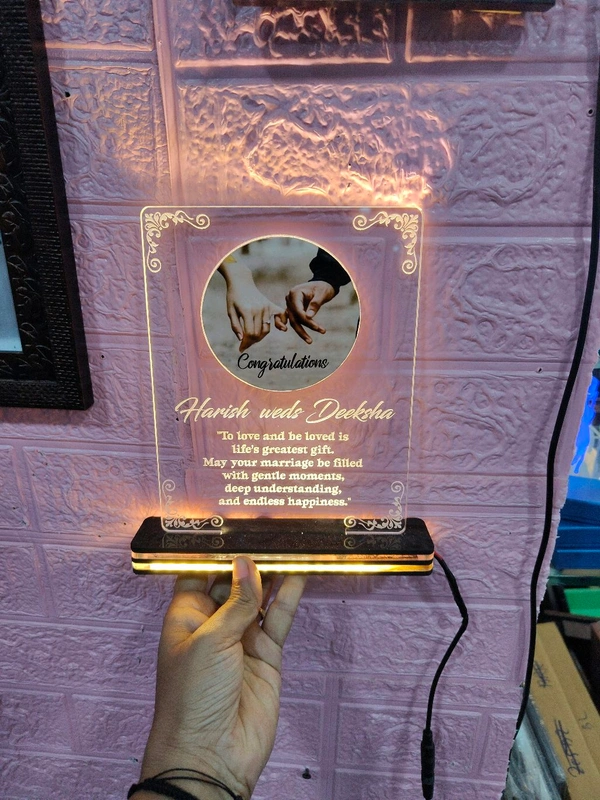 Congratulations
Harish weds Deeksha
"To love and be loved is
life's greatest gift.
May your marriage be filled
with gentle moments,
deep understanding,
and endless happiness."